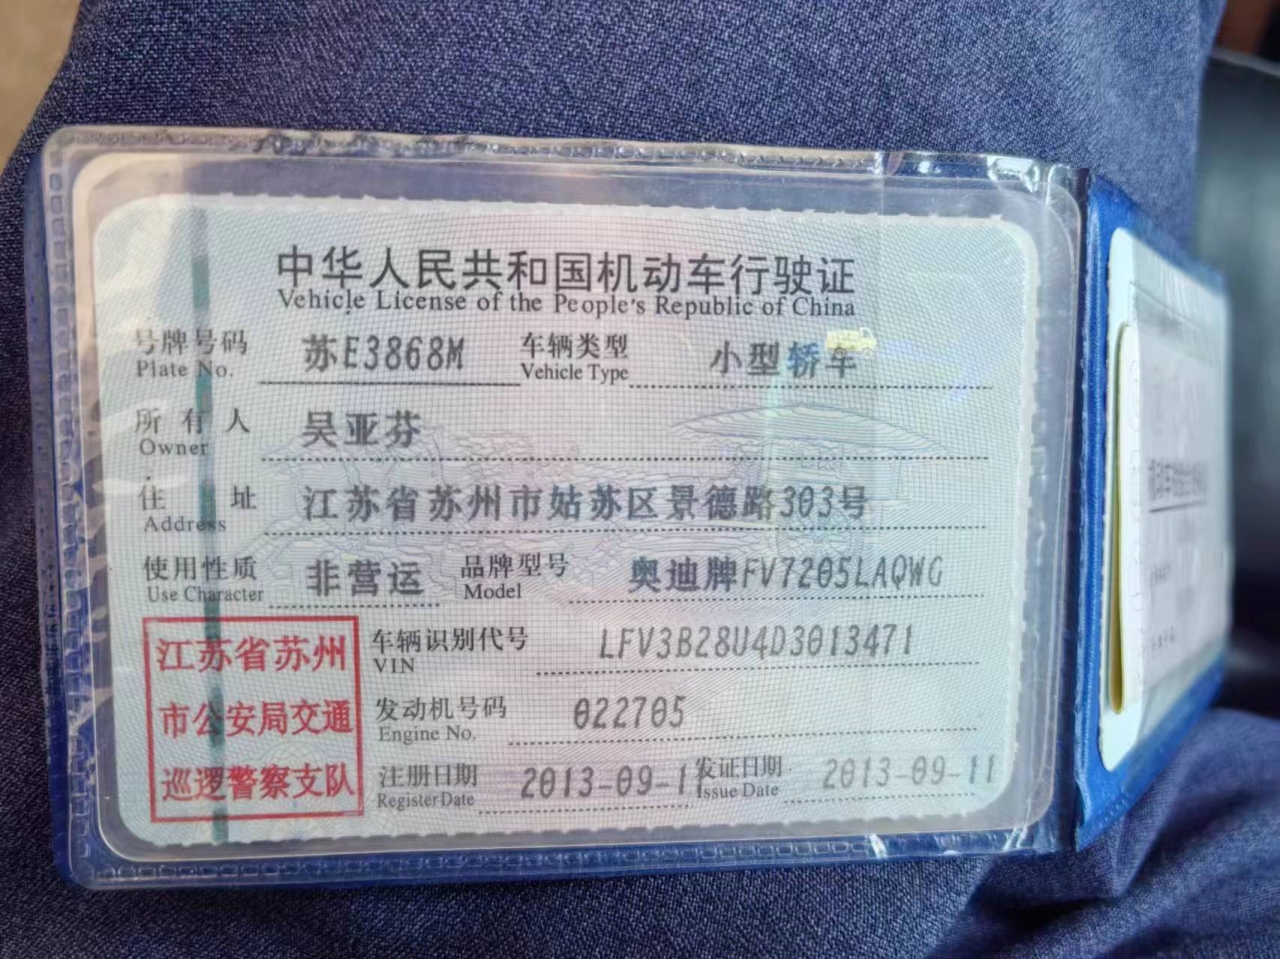 中华人民共和国机动车行驶证
Vehicle License of the People's Republic of China
号牌号码 苏E3868M 车辆类型 小型轿车
Plate No. Vehicle Type
所有人 吴亚芬
Owner
住址 江苏省苏州市姑苏区景德路303号
Address
使用性质 非营运 品牌型号 奥迪牌FV7205LAQWG
Use Character Model
江苏省苏州
市公安局交通
巡逻警察支队
车辆识别代号 LFV3B28U4D3013471
VIN
发动机号码 022705
Engine No.
注册日期 2013-09-11 发证日期 2013-09-11
Register Date Issue Date